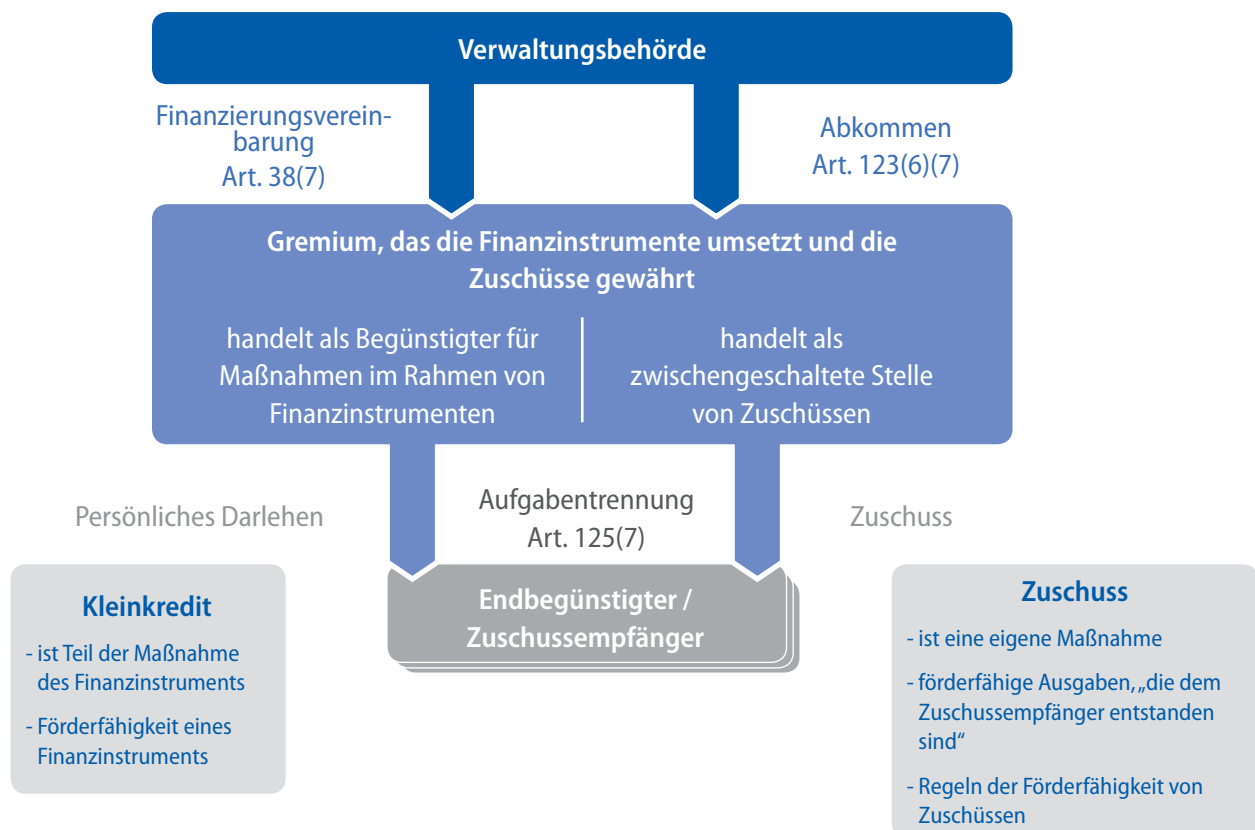 Verwaltungsbehörde
Finanzierungsverein-
barung
Art. 38(7)
Abkommen
Art. 123(6)(7)
Gremium, das die Finanzinstrumente umsetzt und die
Zuschüsse gewährt
handelt als Begünstigter für
Maßnahmen im Rahmen von
Finanzinstrumenten
handelt als
zwischengeschaltete Stelle
von Zuschüssen
Persönliches Darlehen
Aufgabentrennung
Art. 125(7)
Zuschuss
Kleinkredit
- ist Teil der Maßnahme
des Finanzinstruments
- Förderfähigkeit eines
Finanzinstruments
Endbegünstigter /
Zuschussempfänger
Zuschuss
- ist eine eigene Maßnahme
- förderfähige Ausgaben, „die dem
Zuschussempfänger entstanden
sind“
- Regeln der Förderfähigkeit von
Zuschüssen